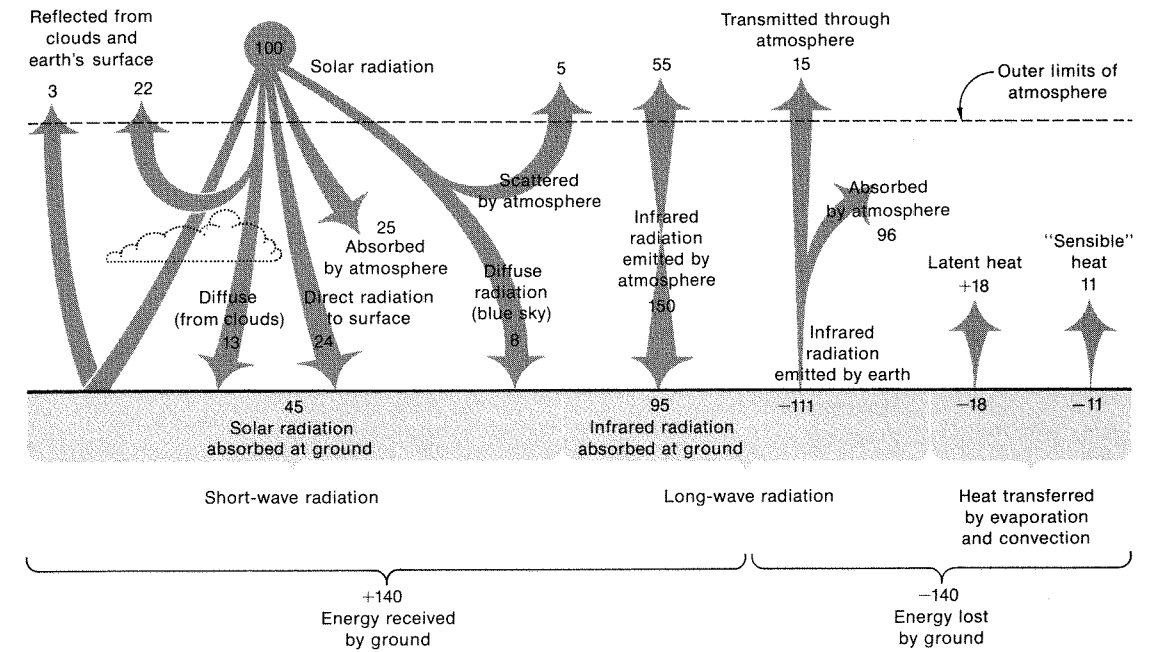 Reflected from
clouds and
earth's surface
3
22
100
Solar radiation
5
55
Transmitted through
atmosphere
15
Outer limits of
atmosphere
Scattered
by atmosphere
25
Absorbed
by atmosphere
Infrared
radiation
emitted by
atmosphere
150
Absorbed
by atmosphere
96
Diffuse
(from clouds)
13
Direct radiation
to surface
24
Diffuse
radiation
(blue sky)
8
Infrared
radiation
emitted by earth
Latent heat
+18
"Sensible"
heat
11
45
Solar radiation
absorbed at ground
95
Infrared radiation
absorbed at ground
−111
−18
−11
Short-wave radiation
Long-wave radiation
Heat transferred
by evaporation
and convection
+140
Energy received
by ground
−140
Energy lost
by ground